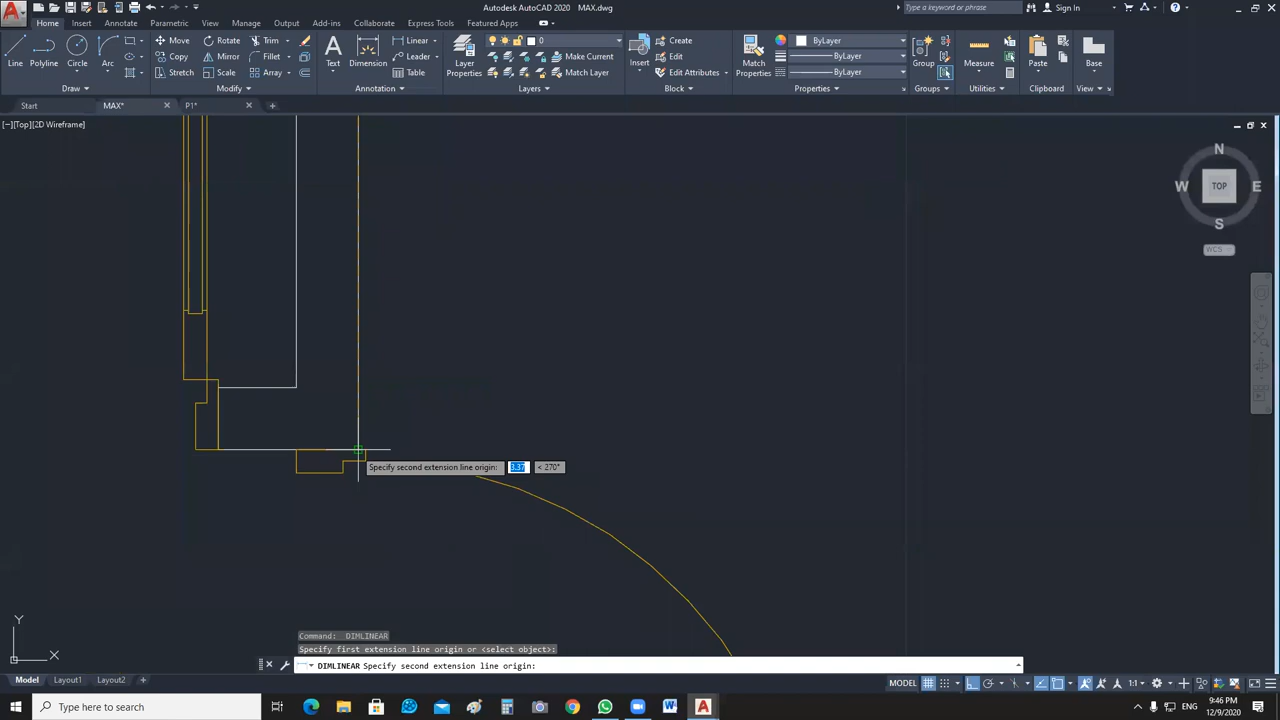 Autodesk AutoCAD 2020 MAX.dwg
Type a keyword or phrase
Sign In
Home Insert Annotate Parametric View Manage Output Add-ins Collaborate Express Tools Featured Apps
Line Polyline Circle Arc
Move Rotate Trim
Copy Mirror Fillet
Stretch Scale Array
Text Dimension
Linear
Leader
Table
Layer Properties
0
Make Current
Match Layer
Insert
Create
Edit
Edit Attributes
Match Properties
ByLayer
ByLayer
ByLayer
Group
Measure
Paste
Base
Draw Modify Annotation Layers Block Properties Groups Utilities Clipboard View
Start MAX* P1*
[−][Top][2D Wireframe]
N
W TOP E
S
WCS
Specify second extension line origin: 3.37 < 270°
Y
X
Command: DIMLINEAR
Specify first extension line origin or <select object>:
DIMLINEAR Specify second extension line origin:
Model Layout1 Layout2
MODEL 1:1
Type here to search
ENG
9:46 PM
12/9/2020